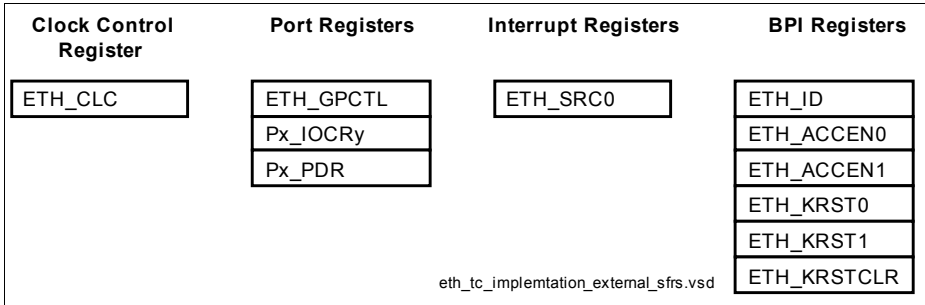 Clock Control Register
Port Registers
Interrupt Registers
BPI Registers
ETH_CLC
ETH_GPCTL
Px_IOCRy
Px_PDR
ETH_SRC0
ETH_ID
ETH_ACCEN0
ETH_ACCEN1
ETH_KRST0
ETH_KRST1
ETH_KRSTCLR
eth_tc_implemtation_external_sfrs.vsd